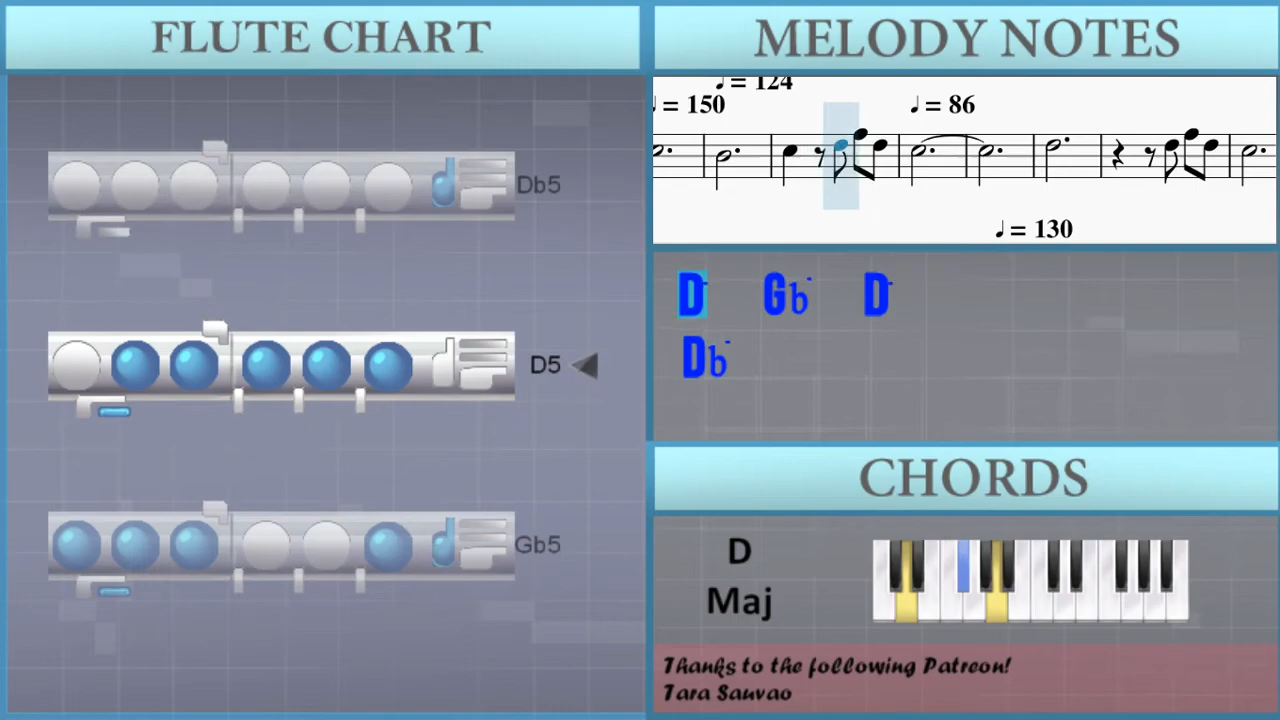 FLUTE CHART
Db5
D5
Gb5
MELODY NOTES
♩ = 124
♩ = 150
♩ = 86
♩ = 130
D˙ Gb˙ D˙
Db˙
CHORDS
D
Maj
Thanks to the following Patreon!
Tara Sauvao